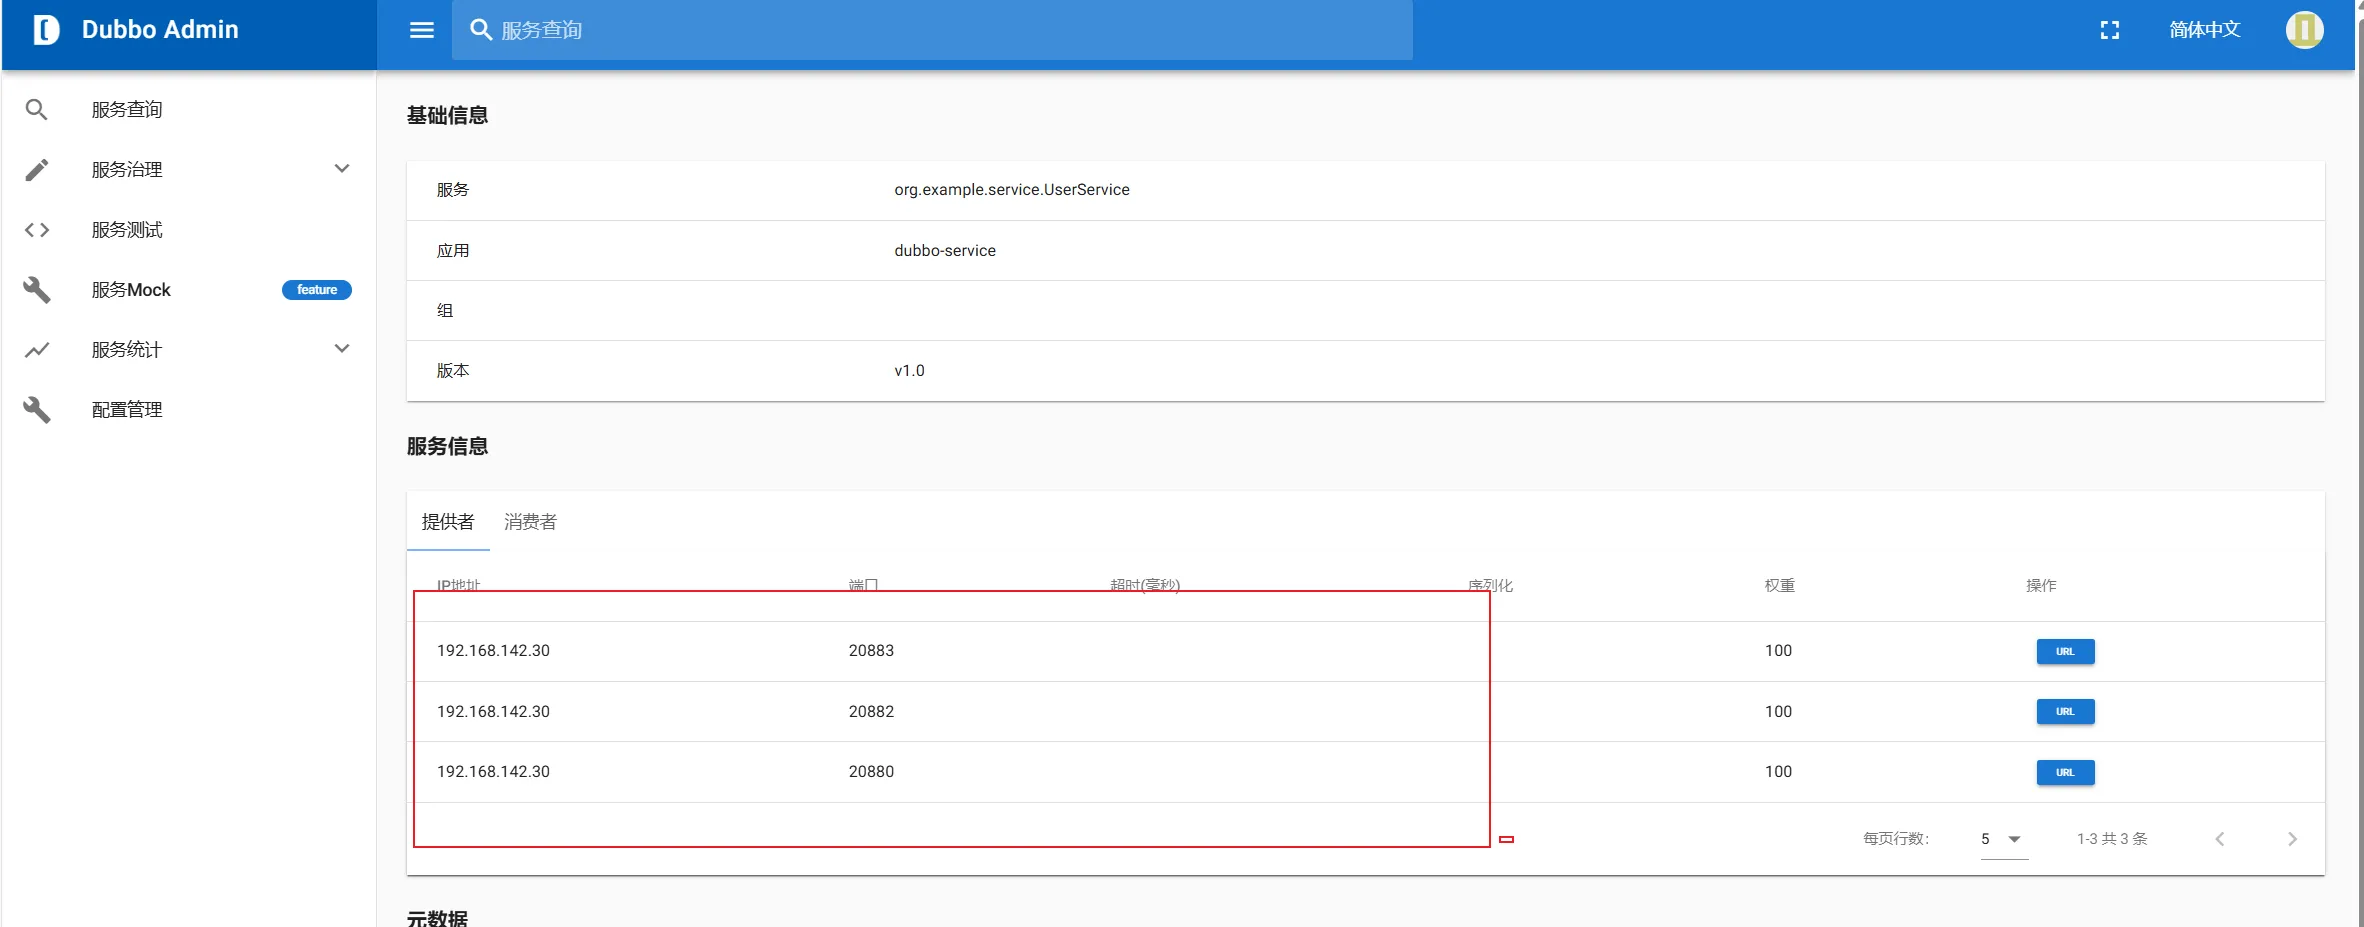 Dubbo Admin
服务查询
简体中文
服务查询
服务治理
服务测试
服务Mock feature
服务统计
配置管理
基础信息
服务 org.example.service.UserService
应用 dubbo-service
组
版本 v1.0
服务信息
提供者 消费者
IP地址 端口 超时(毫秒) 序列化 权重 操作
192.168.142.30 20883 100 URL
192.168.142.30 20882 100 URL
192.168.142.30 20880 100 URL
每页行数: 5 1-3 共 3 条
元数据